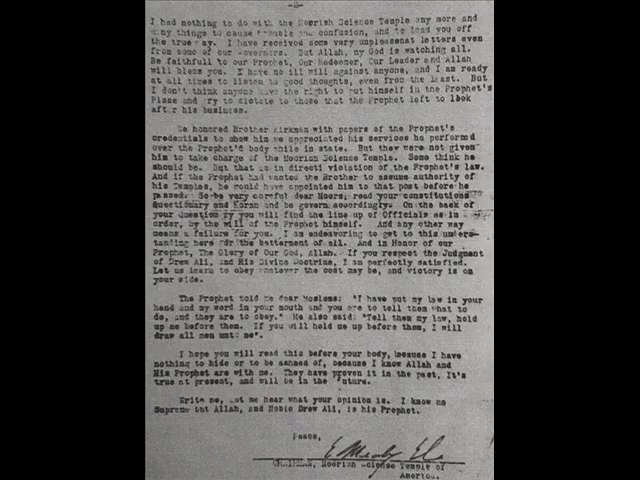 -2-
I had nothing to do with the Moorish Science Temple any more and
many things to cause trouble and confusion, and to lead you off
the true way. I have received some very unpleasenat letters even
from some of our Governors. But Allah, my God is watching all.
Be faithfull to our Prophet, Our Redeemer, Our Leader and Allah
will bless you. I have no ill will against anyone, and I am ready
at all times to listen to good thoughts, even from the least. But
I don't think anyone have the right to put himself in the Prophet's
Place and try to dictate to those that the Prophet left to look
after his business.
We honored Brother Kirkman with papers of the Prophet's
credentials to show him we appreciated his services he performed
over the Prophet's body while in state. But they were not given
him to take charge of the Moorish Science Temple. Some think he
should be. But that is in directi violation of the Prophet's law.
And if the Prophet had wanted the Brother to assume authority of
his Temples, he could have appointed him to that post before he
passed. So be very careful dear Moors; read your constitutions
Questionary and Koran and be govern accordingly. On the back of
your Question ry you will find the line up of Officials as in
order, by the will of the Prophet himself. And any other way
means a failure for you. I am endeavoring to get to this under-
standing here for the betterment of all. And in Honor of our
Prophet, The Glory of Our God, Allah. If you respect the Judgment
of Drew Ali, and His Divine Doctrine, I am perfectly satisfied.
Let us learn to obey whatever the cost may be, and victory is on
your side.
The Prophet told me dear Moslems: "I have put my law in your
hand and my word in your mouth and you are to tell them what to
do, and they are to obey." He also said; "Tell them my law, hold
up me before them. If you will hold me up before them, I will
draw all men unto me".
I hope you will read this before your body, because I have
nothing to hide or to be ashamed of, because I know Allah and
His Prophet are with me. They have proven it in the past, It's
true at present, and will be in the future.
Write me, let me hear what your opinion is. I know no
Supreme but Allah, and Noble Drew Ali, is his Prophet.
Peace,
E Mealy El
CHAIRMAN, Moorish Science Temple of
America.